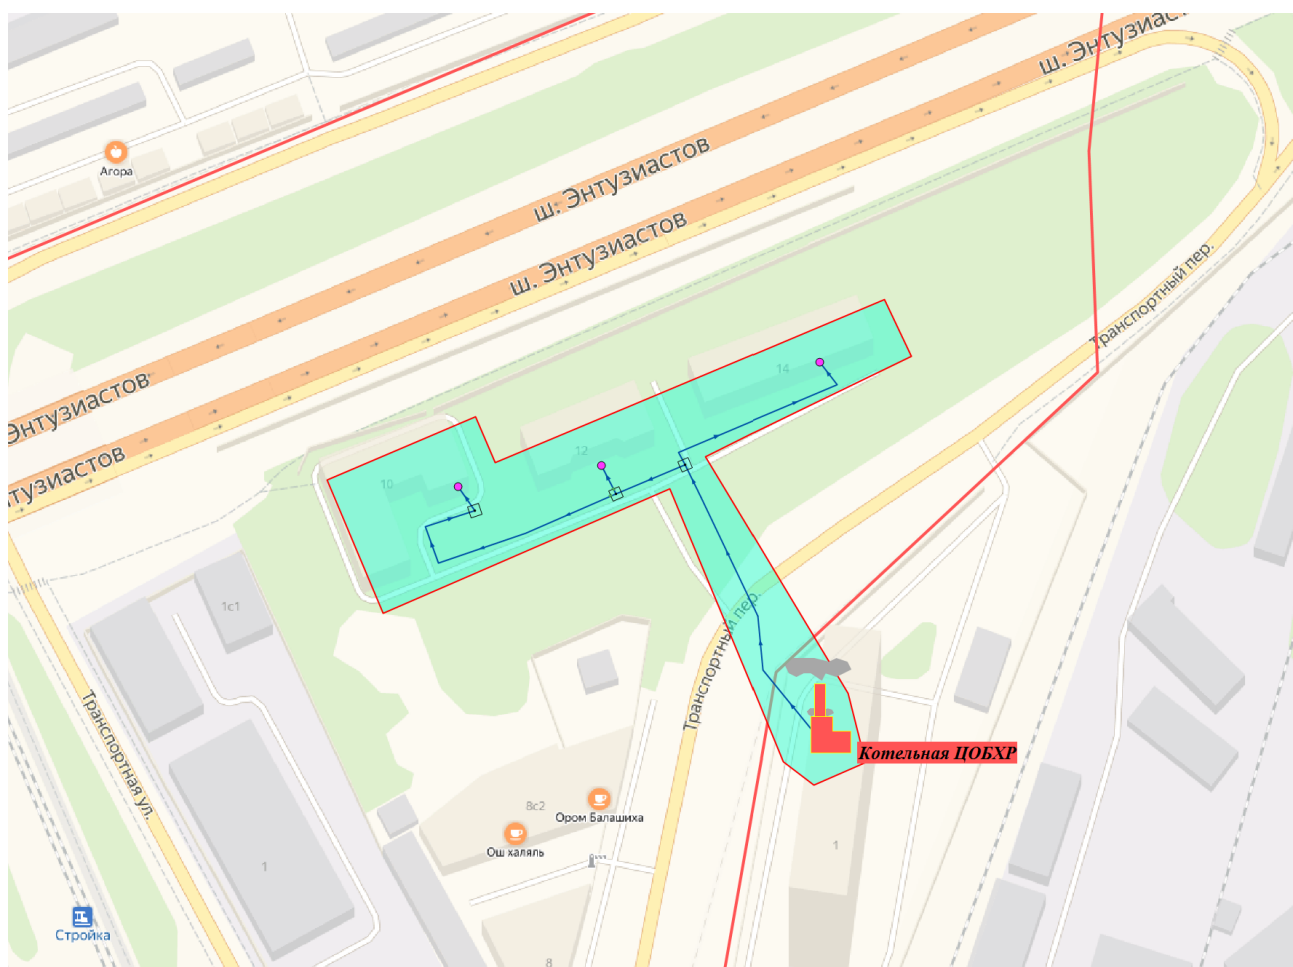 ш. Энтузиаст
ш. Энтузиастов
Агора
ш. Энтузиастов
Транспортный пер.
14
Энтузиастов
12
10
нтузиастов
1с1
Транспортный пер.
Транспортная ул.
Котельная ЦОБХР
8с2
Ором Балашиха
Ош халяль
1
1
Стройка
8